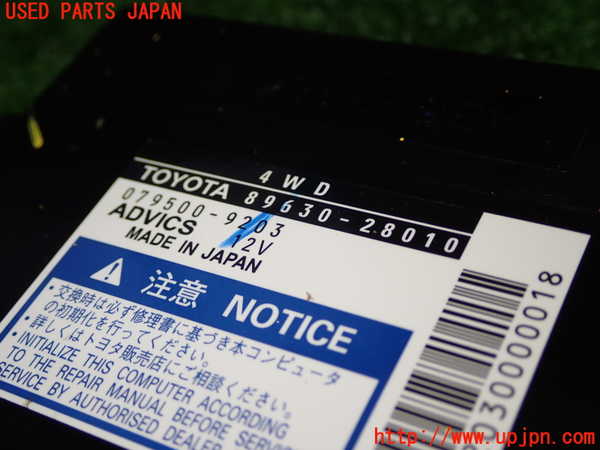 USED PARTS JAPAN
4WD
TOYOTA 89630-28010
079500-9203
ADVICS 12V
MADE IN JAPAN
注意 NOTICE
・交換時は必ず修理書に基づき本コンピュータ
の初期化を行ってください。
・詳しくはトヨタ販売店にご相談ください。
・INITIALIZE THIS COMPUTER ACCORDING
TO THE REPAIR MANUAL BEFORE
SERVICE BY AUTHORISED DEALER
30000018
http://www.upjpn.com/